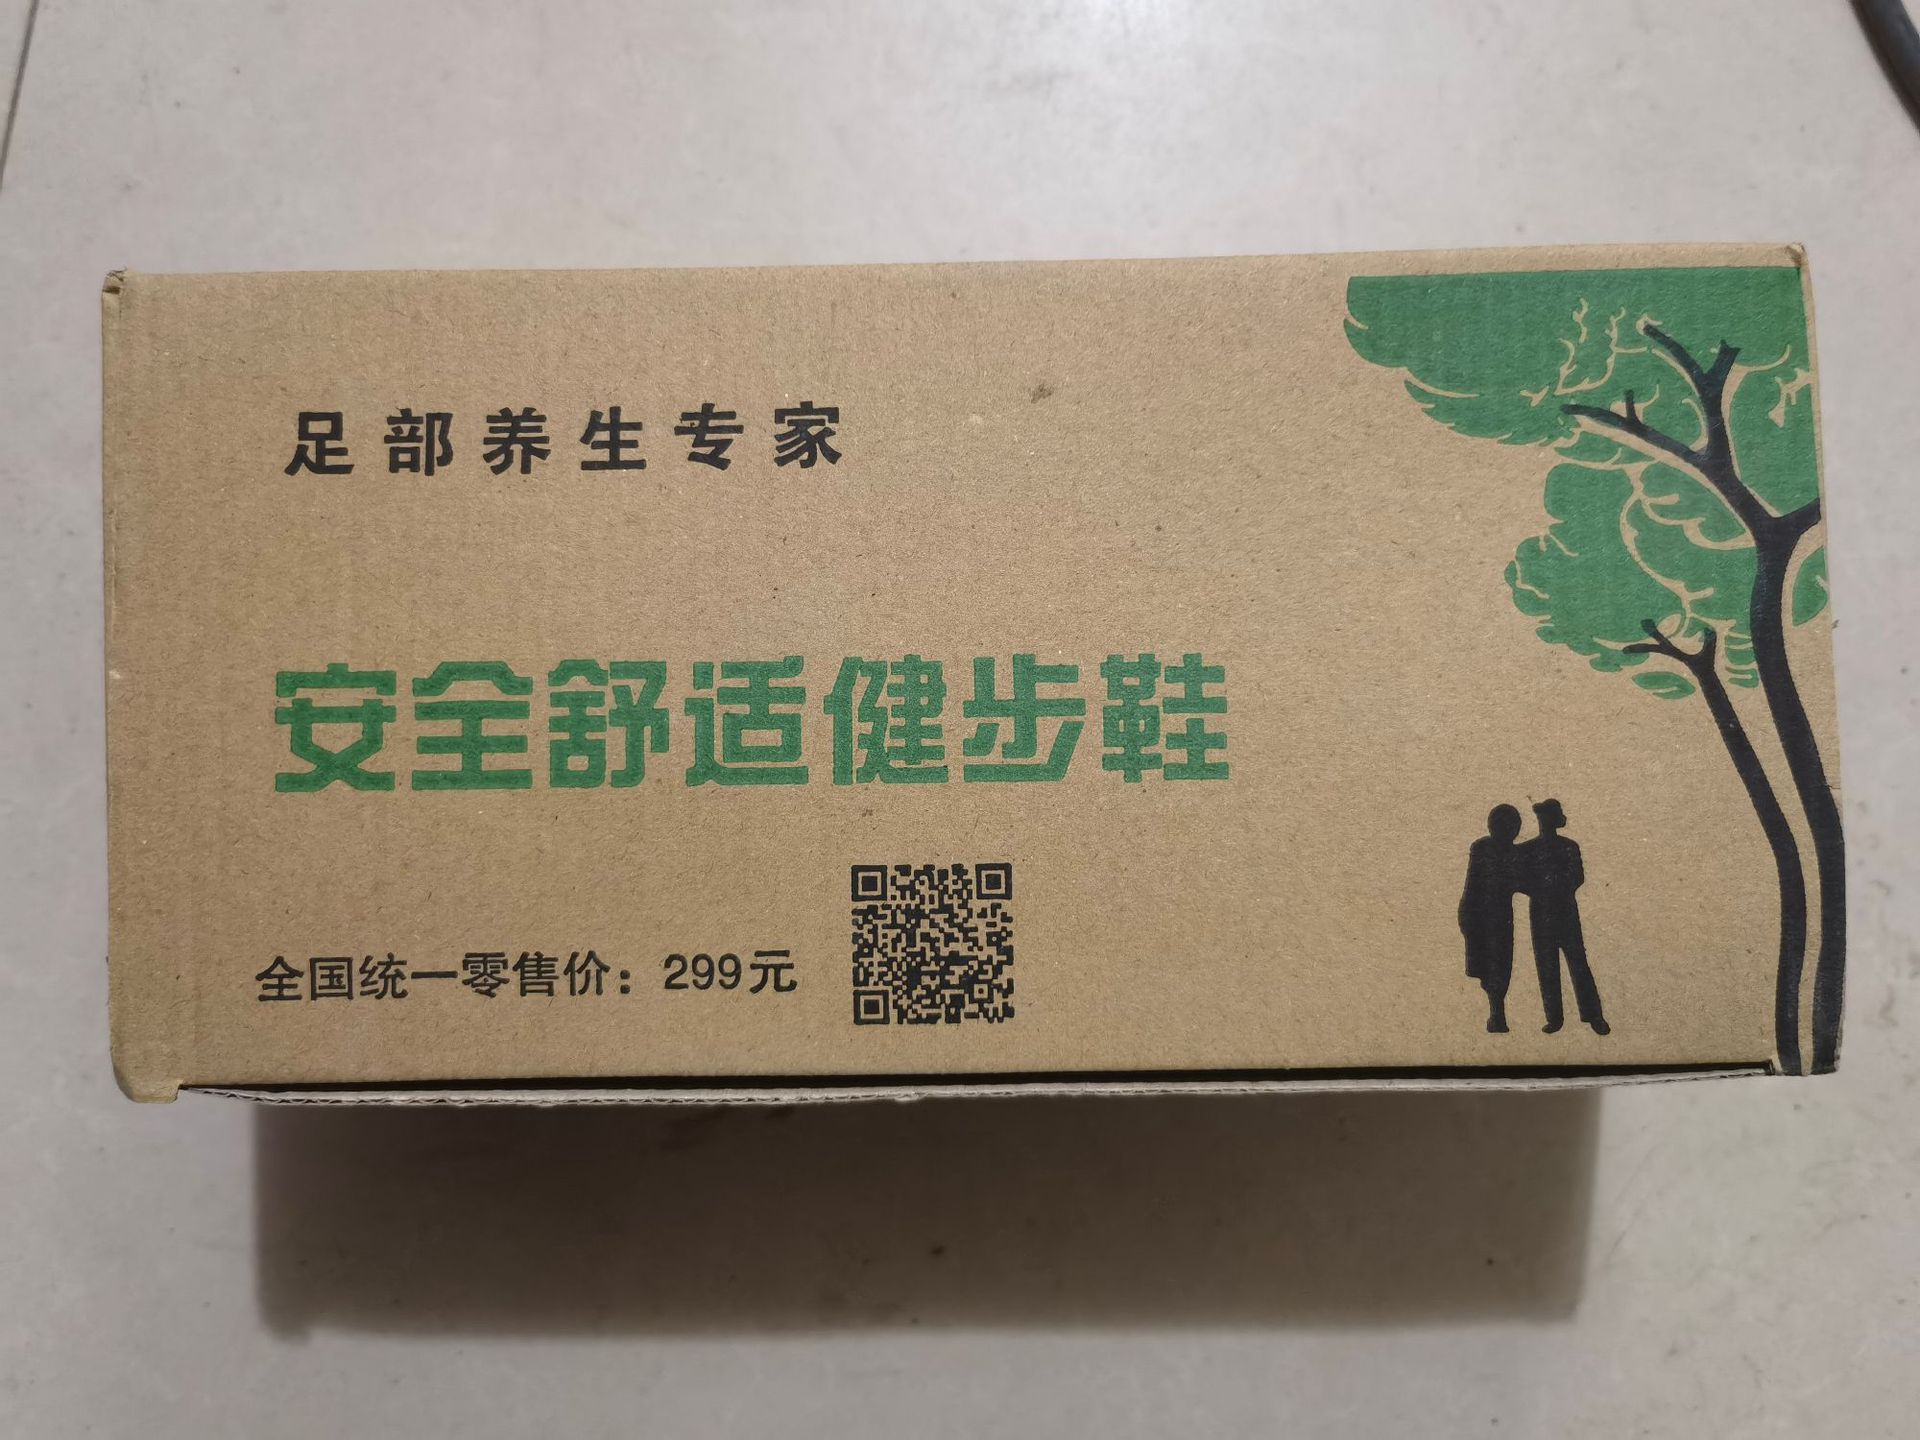 足部养生专家
安全舒适健步鞋
全国统一零售价：299元